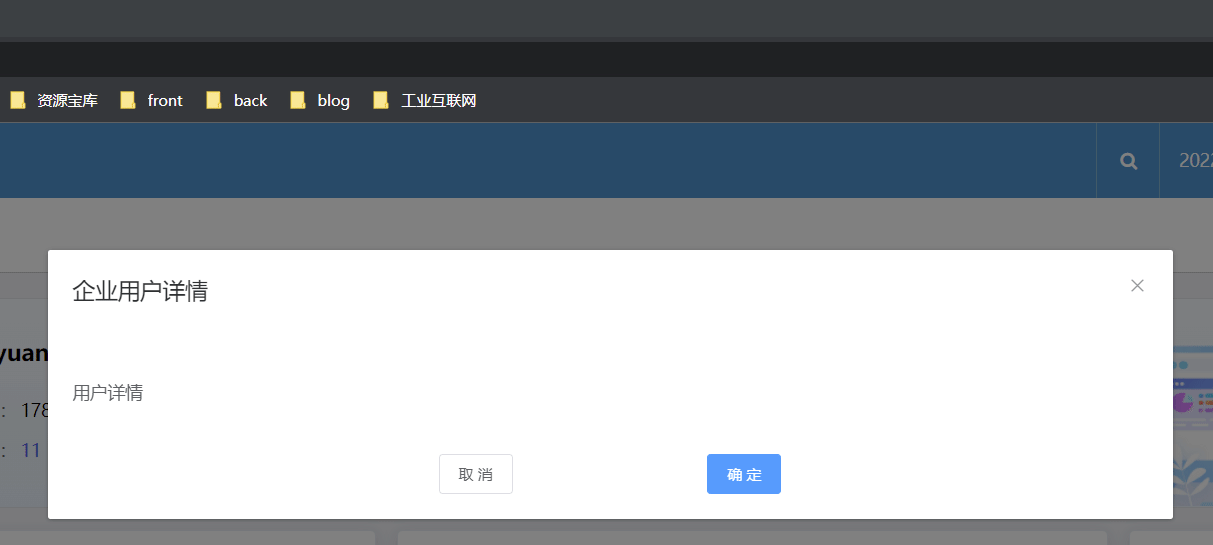 资源宝库 front back blog 工业互联网
2022
企业用户详情
yuan
用户详情
: 178
: 11
取 消 确 定